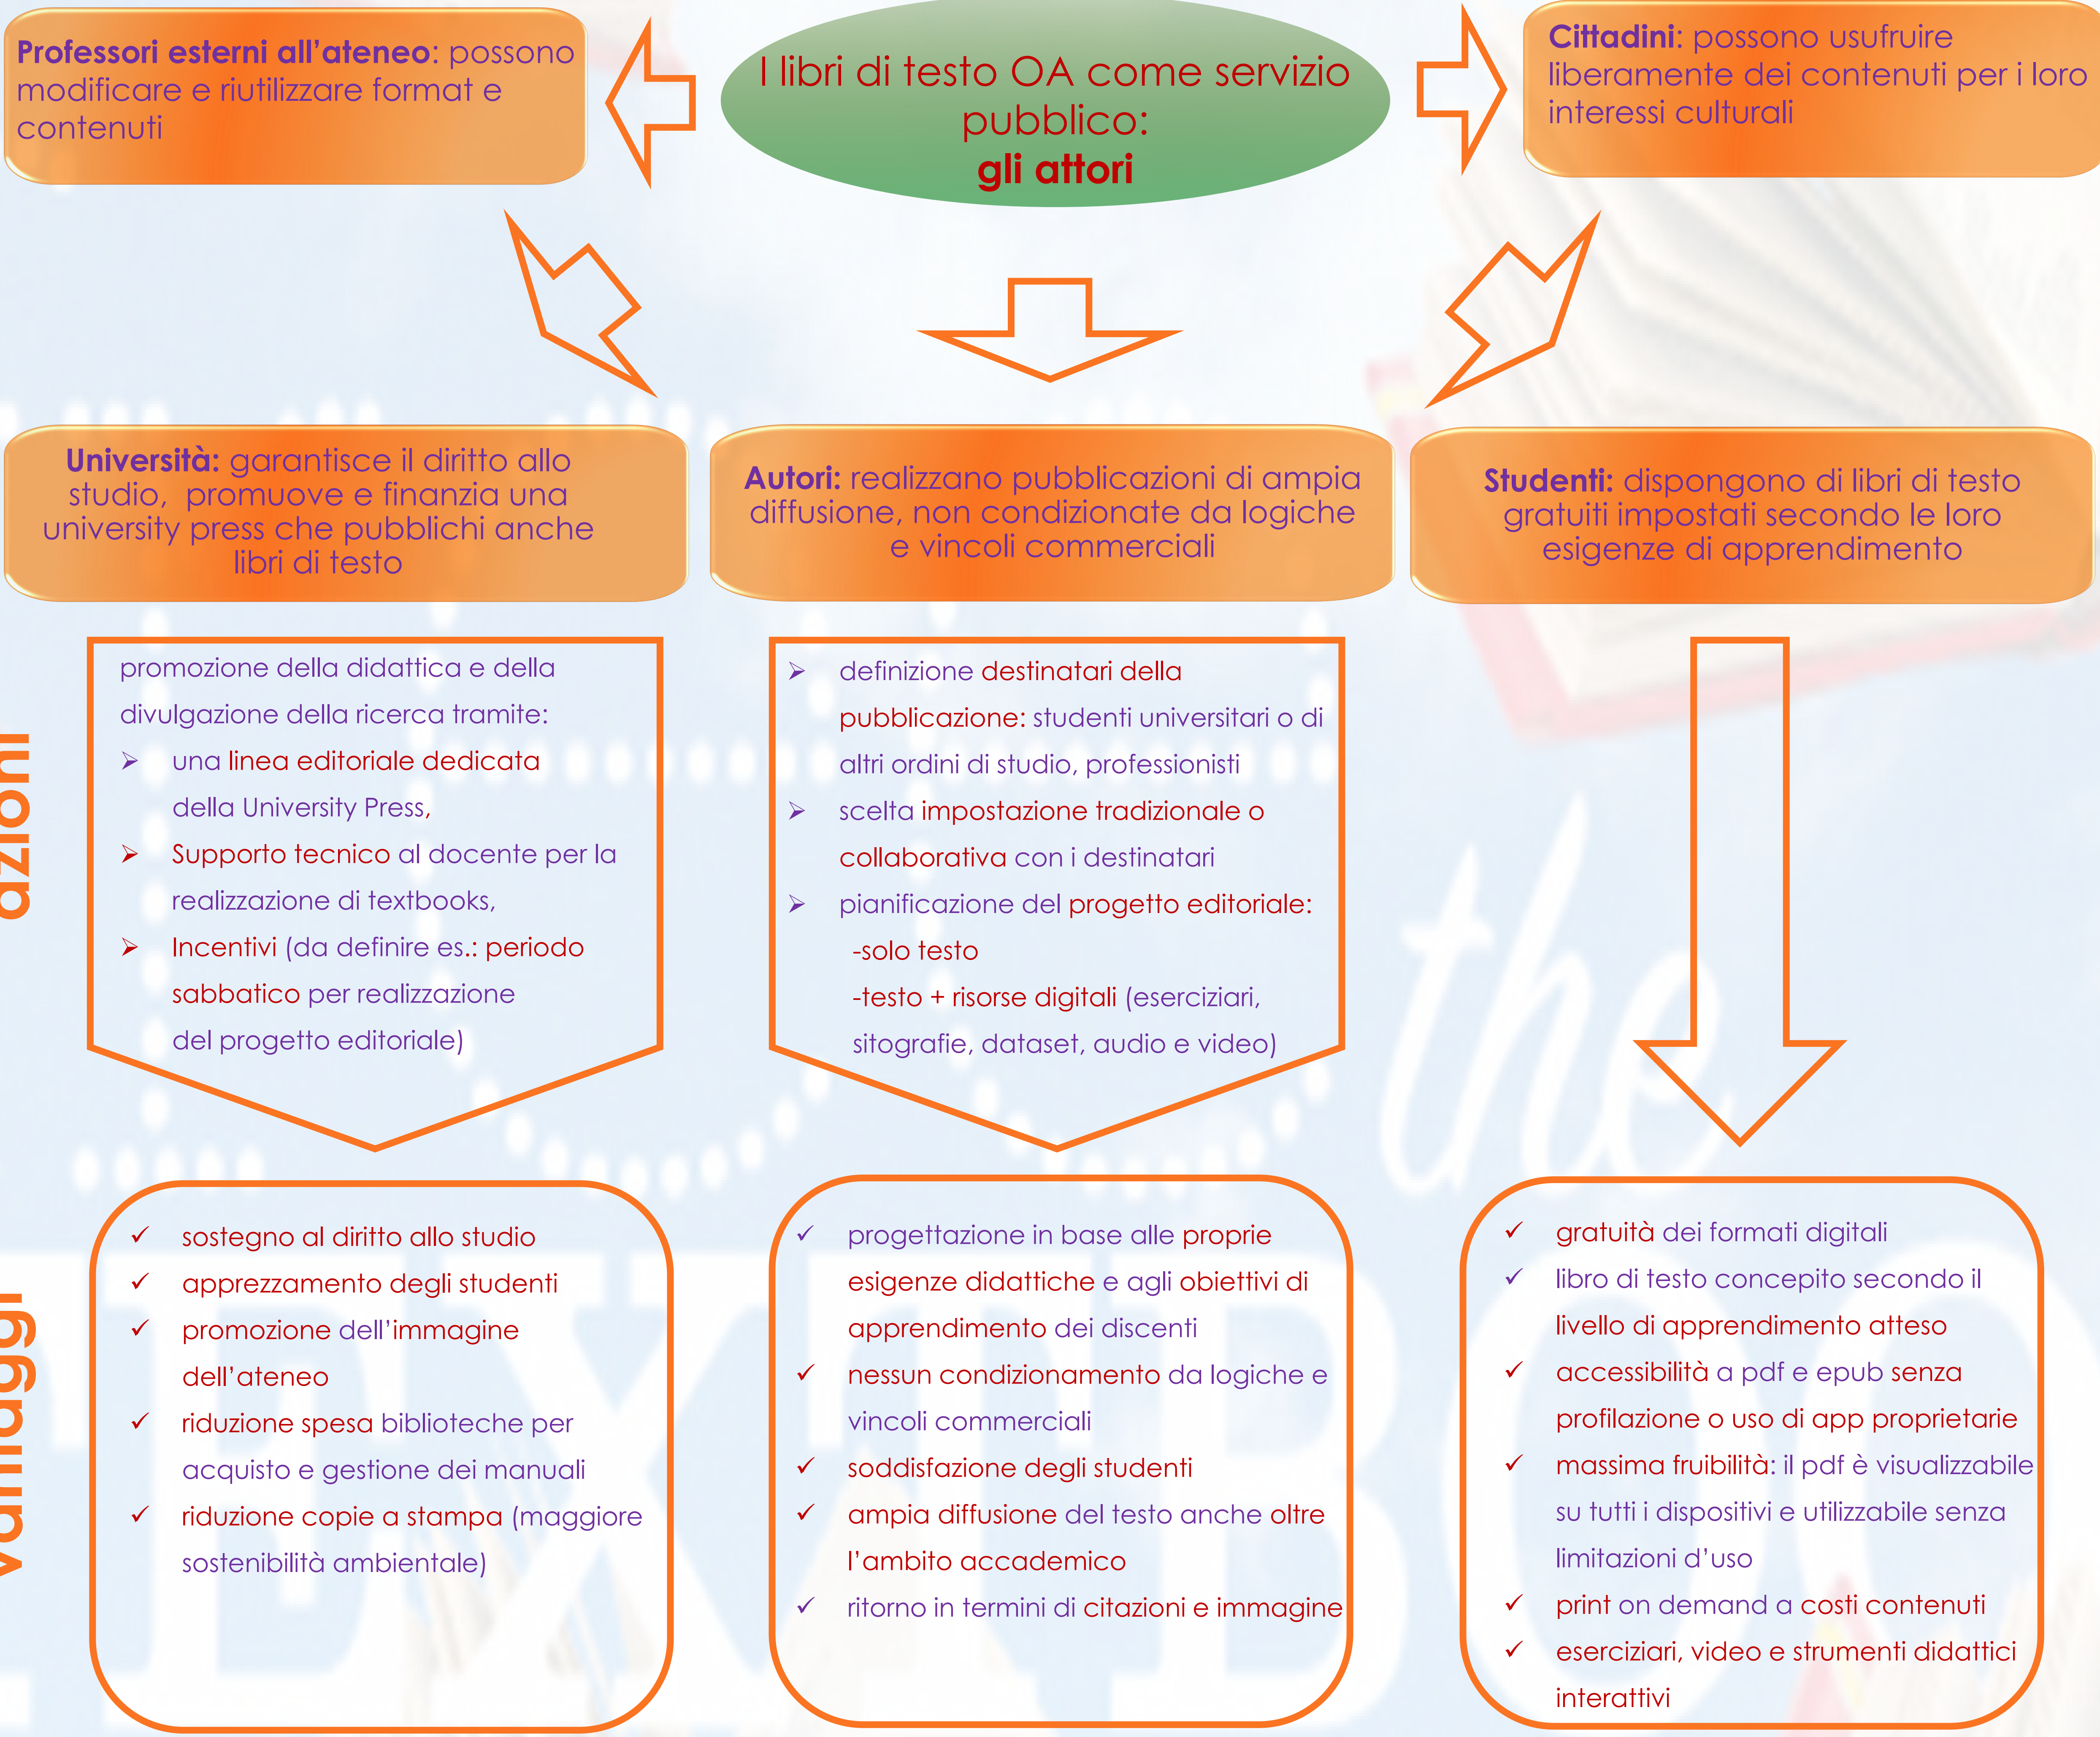 Professori esterni all’ateneo: possono
modificare e riutilizzare format e
contenuti
I libri di testo OA come servizio
pubblico:
gli attori
Cittadini: possono usufruire
liberamente dei contenuti per i loro
interessi culturali
Università: garantisce il diritto allo
studio, promuove e finanzia una
university press che pubblichi anche
libri di testo
Autori: realizzano pubblicazioni di ampia
diffusione, non condizionate da logiche
e vincoli commerciali
Studenti: dispongono di libri di testo
gratuiti impostati secondo le loro
esigenze di apprendimento
azioni
promozione della didattica e della
divulgazione della ricerca tramite:
➢ una linea editoriale dedicata
della University Press,
➢ Supporto tecnico al docente per la
realizzazione di textbooks,
➢ Incentivi (da definire es.: periodo
sabbatico per realizzazione
del progetto editoriale)
➢ definizione destinatari della
pubblicazione: studenti universitari o di
altri ordini di studio, professionisti
➢ scelta impostazione tradizionale o
collaborativa con i destinatari
➢ pianificazione del progetto editoriale:
-solo testo
-testo + risorse digitali (eserciziari,
sitografie, dataset, audio e video)
vantaggi
✓ sostegno al diritto allo studio
✓ apprezzamento degli studenti
✓ promozione dell’immagine
dell’ateneo
✓ riduzione spesa biblioteche per
acquisto e gestione dei manuali
✓ riduzione copie a stampa (maggiore
sostenibilità ambientale)
✓ progettazione in base alle proprie
esigenze didattiche e agli obiettivi di
apprendimento dei discenti
✓ nessun condizionamento da logiche e
vincoli commerciali
✓ soddisfazione degli studenti
✓ ampia diffusione del testo anche oltre
l’ambito accademico
✓ ritorno in termini di citazioni e immagine
✓ gratuità dei formati digitali
✓ libro di testo concepito secondo il
livello di apprendimento atteso
✓ accessibilità a pdf e epub senza
profilazione o uso di app proprietarie
✓ massima fruibilità: il pdf è visualizzabile
su tutti i dispositivi e utilizzabile senza
limitazioni d’uso
✓ print on demand a costi contenuti
✓ eserciziari, video e strumenti didattici
interattivi
the
TEXTBOO